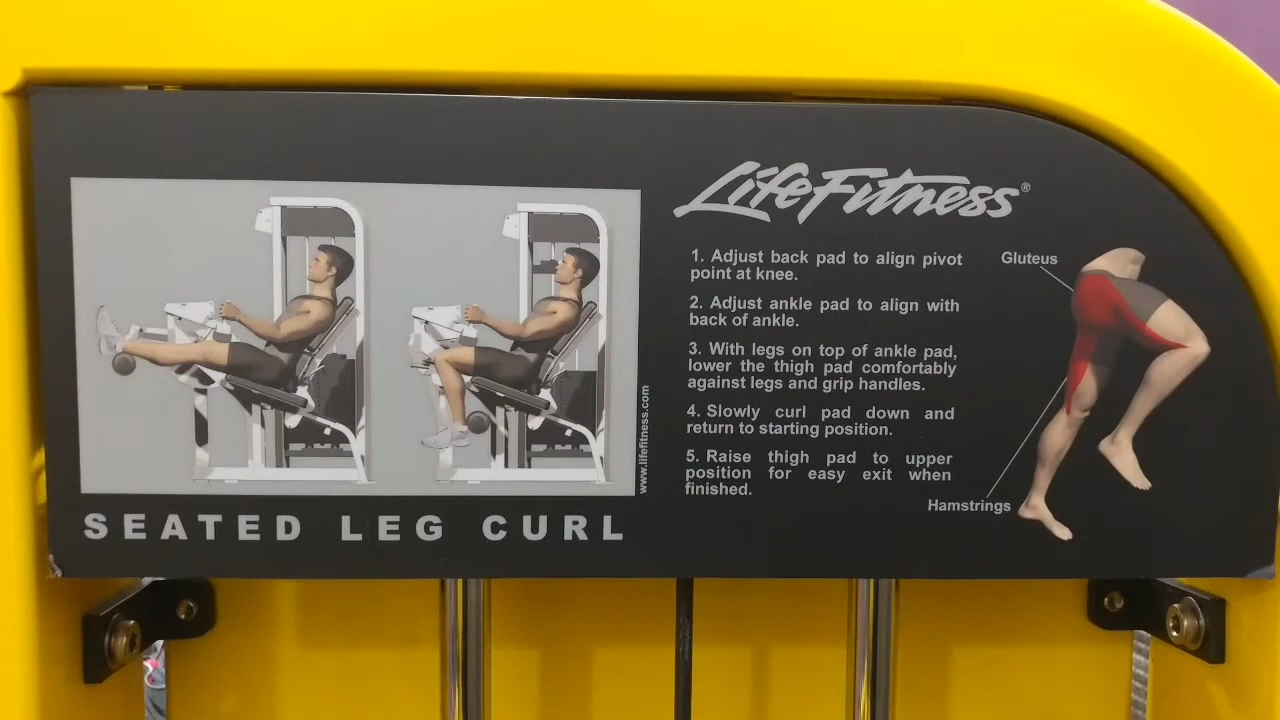 LifeFitness®
1. Adjust back pad to align pivot
point at knee.
2. Adjust ankle pad to align with
back of ankle.
3. With legs on top of ankle pad,
lower the thigh pad comfortably
against legs and grip handles.
4. Slowly curl pad down and
return to starting position.
5. Raise thigh pad to upper
position for easy exit when
finished.
Gluteus
Hamstrings
www.lifefitness.com
SEATED LEG CURL